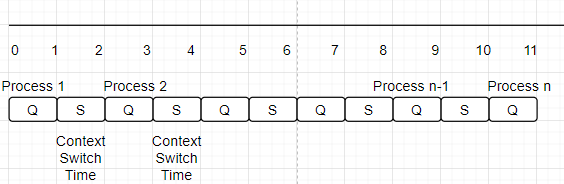 0 1 2 3 4 5 6 7 8 9 10 11
Process 1 Process 2 Process n-1 Process n
Q S Q S Q S Q S Q S Q
Context Context
Switch Switch
Time Time